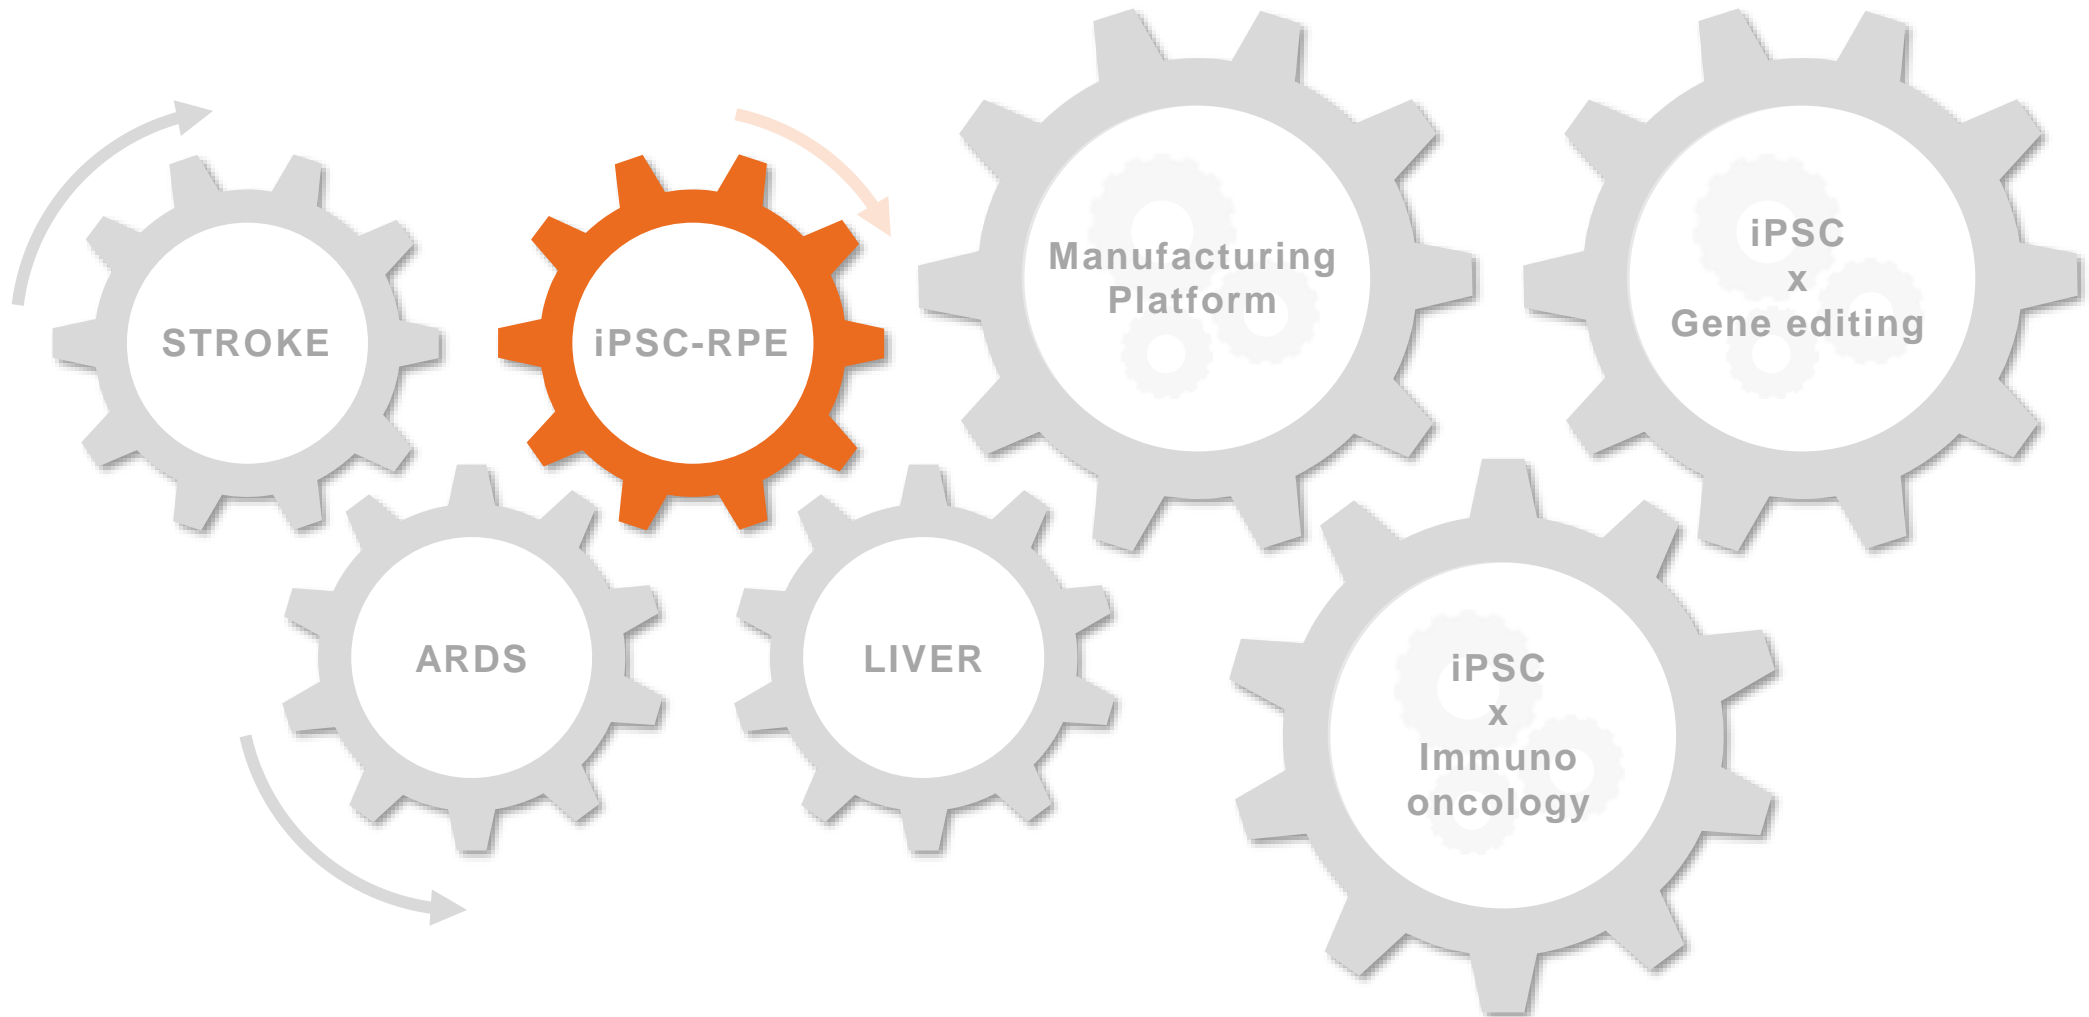 STROKE
iPSC-RPE
Manufacturing
Platform
iPSC
x
Gene editing
ARDS
LIVER
iPSC
x
Immuno
oncology